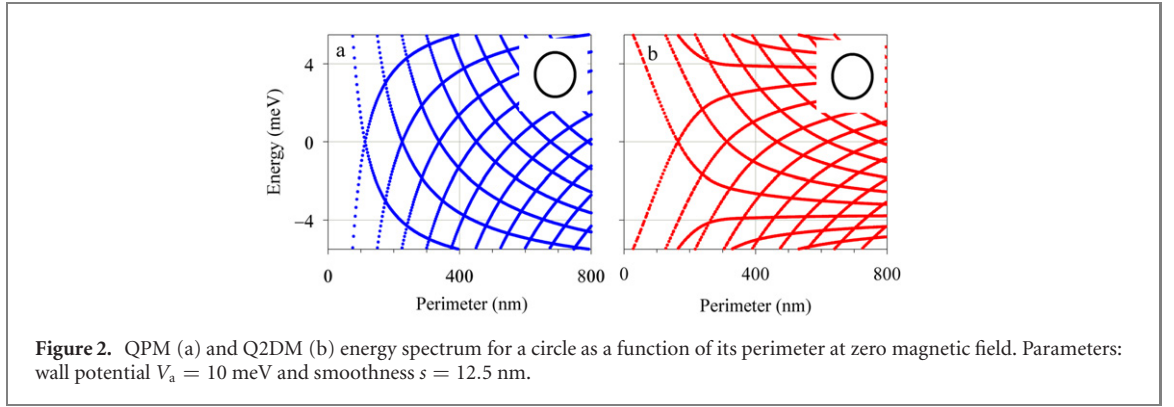 a
b
4
0
−4
Energy (meV)
0
400
800
0
400
800
Perimeter (nm)
Perimeter (nm)
Figure 2. QPM (a) and Q2DM (b) energy spectrum for a circle as a function of its perimeter at zero magnetic field. Parameters:
wall potential Va = 10 meV and smoothness s = 12.5 nm.